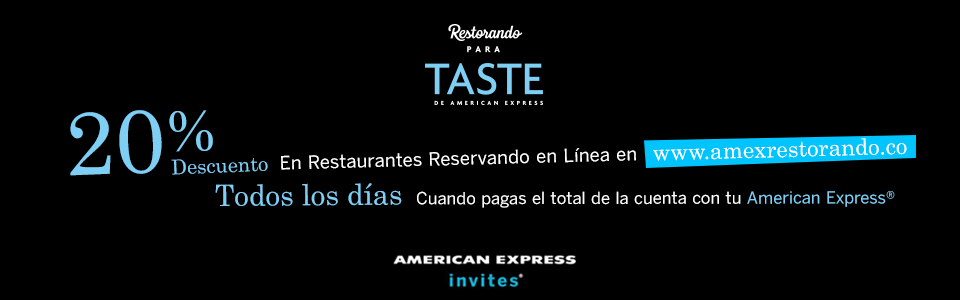 Restorando
PARA
TASTE
DE AMERICAN EXPRESS
20% Descuento En Restaurantes Reservando en Línea en www.amexrestorando.co
Todos los días Cuando pagas el total de la cuenta con tu American Express®
AMERICAN EXPRESS
invites®